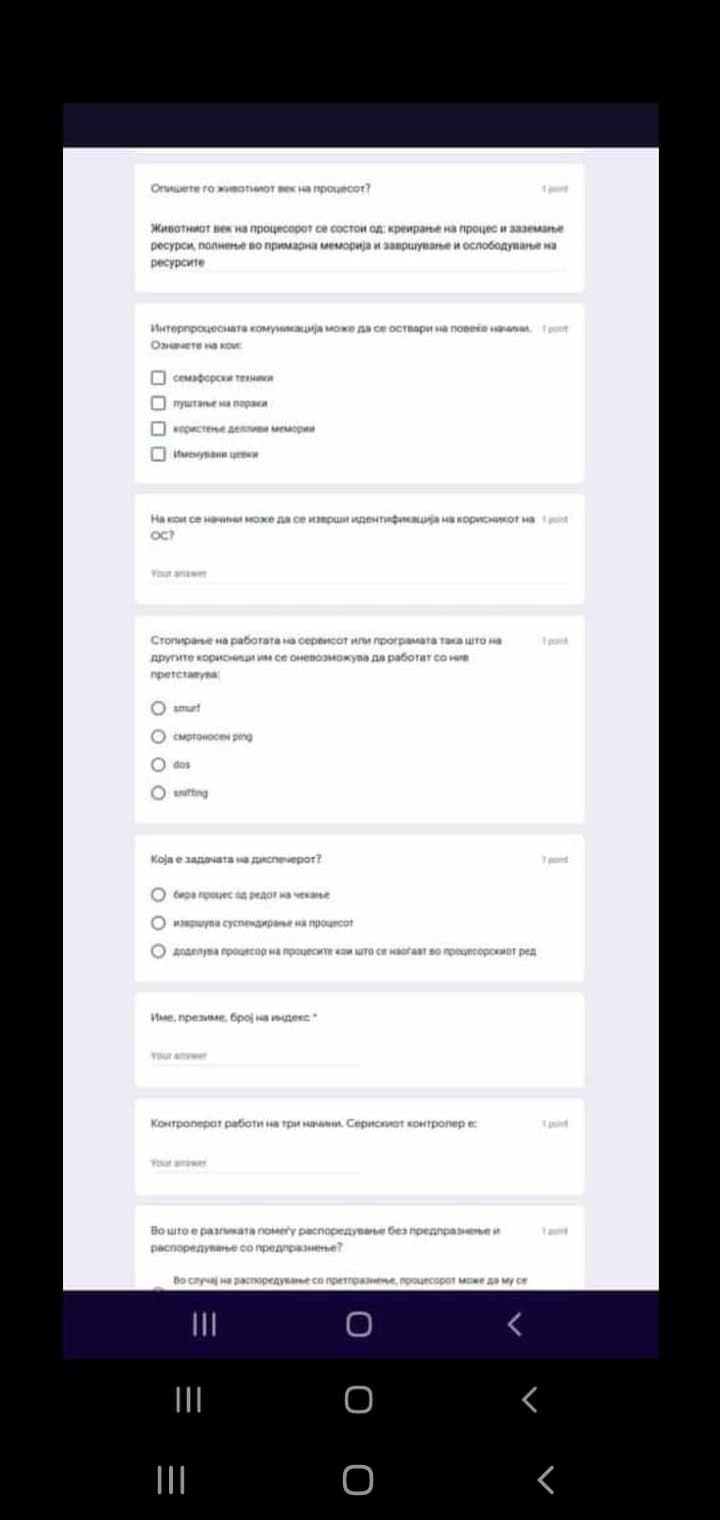 Опишете го животниот век на процесот?
1 point
Животниот век на процесорот се состои од: креирање на процес и заземање
ресурси, полнење во примарна меморија и завршување и ослободување на
ресурсите
Интерпроцесната комуникација може да се оствари на повеќе начини.
1 point
Означете на кои:
семафорски техники
пуштање на пораки
користење деливи мемории
Именувани цевки
На кои се начини може да се изврши идентификација на корисникот на
1 point
ОС?
Your answer
Стопирање на работата на сервисот или програмата така што на
1 point
другите корисници им се оневозможува да работат со нив
претставува:
smurf
смртоносен ping
dos
sniffing
Која е задачата на диспечерот?
1 point
бира процес од редот на чекање
извршува суспендирање на процесот
доделува процесор на процесите кои што се наоѓаат во процесорскиот ред
Име, презиме, број на индекс *
Your answer
Контролерот работи на три начини. Серискиот контролер е:
1 point
Your answer
Во што е разликата помеѓу распоредување без предпразнење и
1 point
распоредување со предпразнење?
Во случај на распоредување со претпразнење, процесорот може да му се